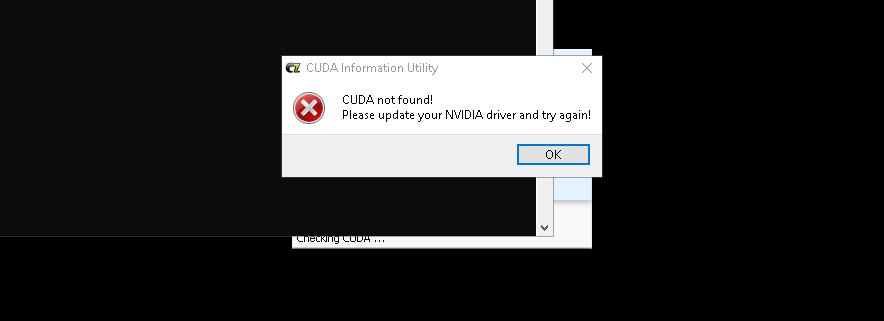 CUDA Information Utility
CUDA not found!
Please update your NVIDIA driver and try again!
OK
Checking CUDA ...